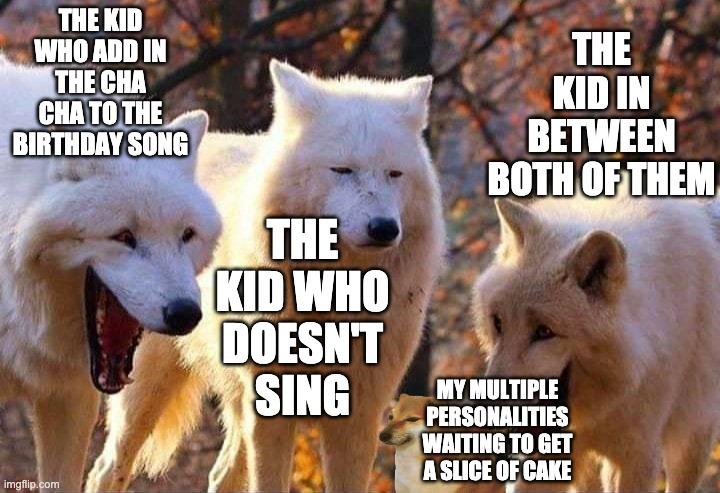 THE KID
WHO ADD IN
THE CHA
CHA TO THE
BIRTHDAY SONG
THE
KID IN
BETWEEN
BOTH OF THEM
THE
KID WHO
DOESN'T
SING
MY MULTIPLE
PERSONALITIES
WAITING TO GET
A SLICE OF CAKE
imgflip.com